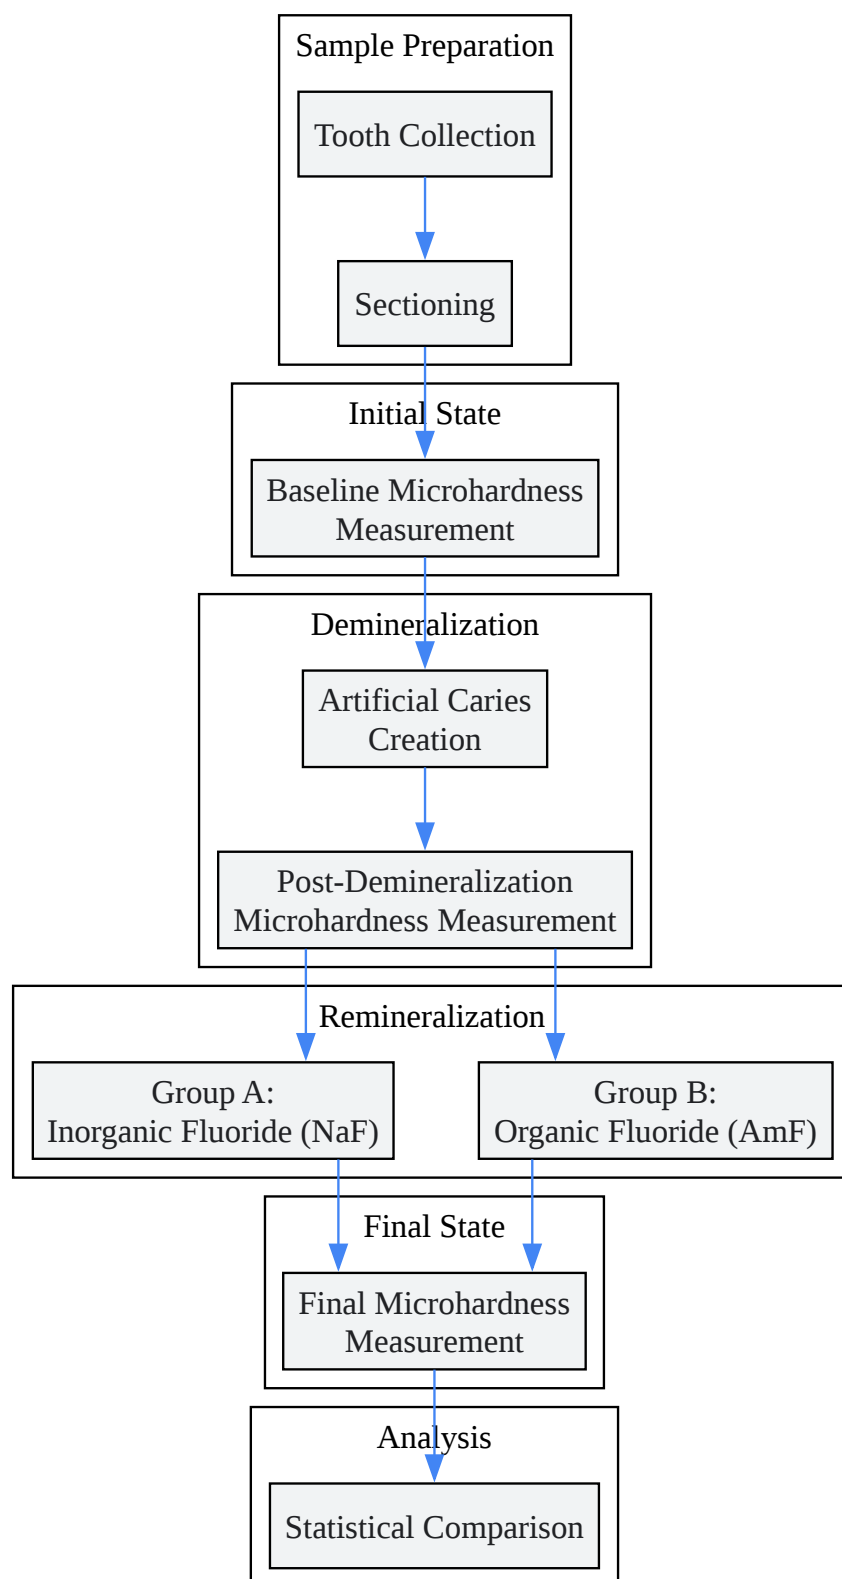 Sample Preparation
Tooth Collection
Sectioning
Initial State
Baseline Microhardness
Measurement
Demineralization
Artificial Caries
Creation
Post-Demineralization
Microhardness Measurement
Remineralization
Group A:
Inorganic Fluoride (NaF)
Group B:
Organic Fluoride (AmF)
Final State
Final Microhardness
Measurement
Analysis
Statistical Comparison